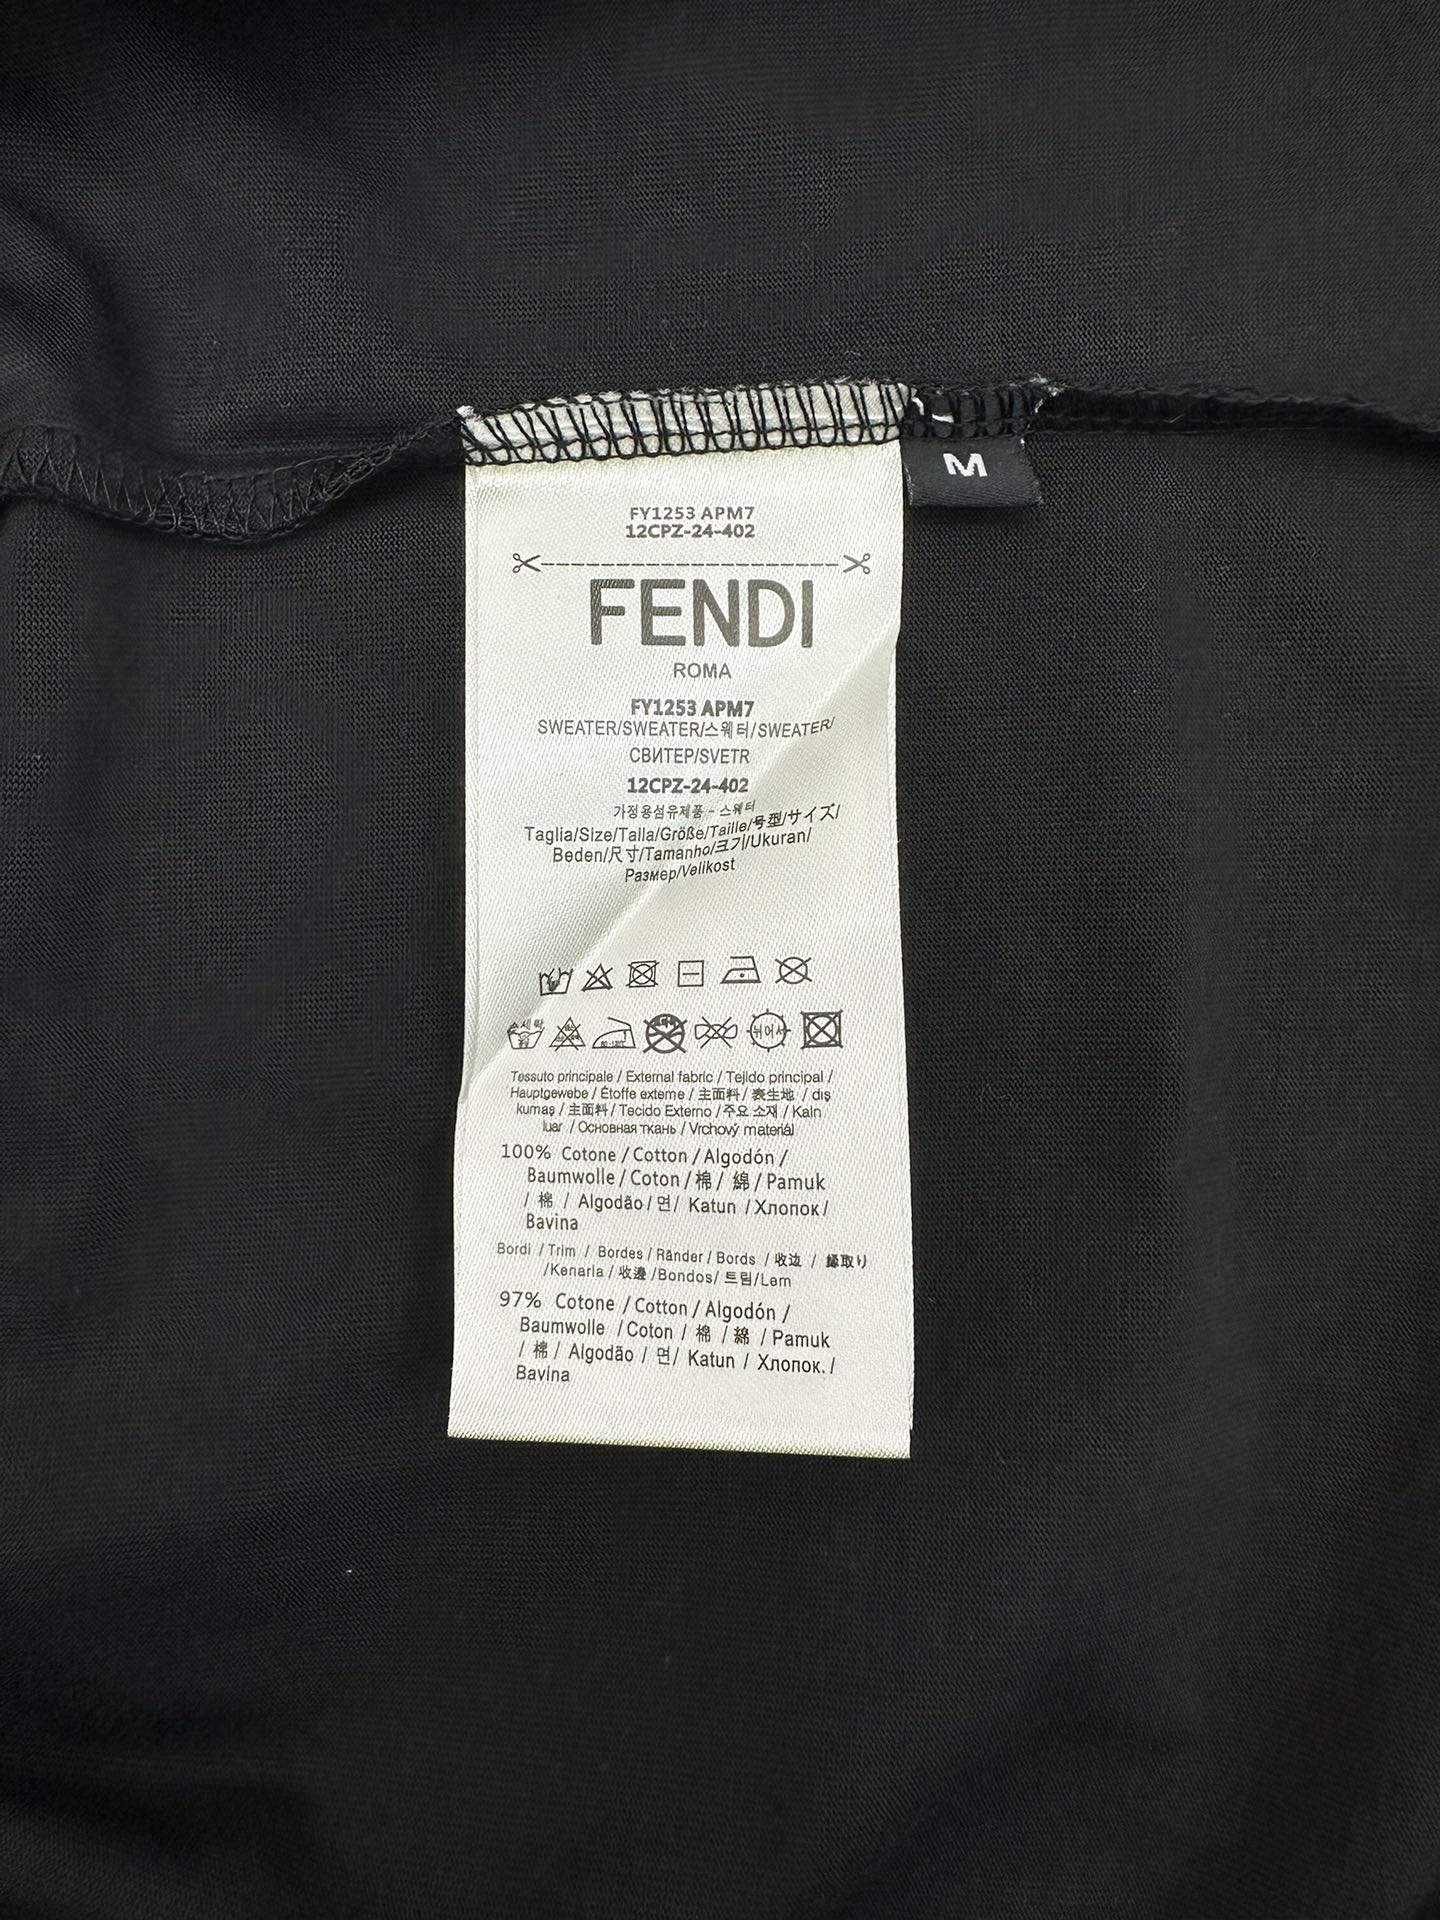 M
FY1253 APM7
12CPZ-24-402
FENDI
ROMA
FY1253 APM7
SWEATER/SWEATER/스웨터/SWEATER/
СВИТЕР/SVETR
12CPZ-24-402
가정용섬유제품 - 스웨터
Taglia/Size/Talla/Größe/Taille/号型/サイズ/
Beden/尺寸/Tamanho/크기/Ukuran/
Размер/Velikost
Tessuto principale / External fabric / Tejido principal /
Hauptgewebe / Étoffe externe / 主面料/ 表生地 / dış
kumaş / 主面料/ Tecido Externo / 주요 소재 / Kain
luar / Основная ткань / Vrchový materiál
100% Cotone / Cotton / Algodón /
Baumwolle / Coton / 棉 / 綿 / Pamuk
/ 棉 / Algodão / 면/ Katun / Хлопок /
Bavina
Bordi / Trim / Bordes / Ränder / Bords / 收边 / 縁取り
/Kenarla / 收邊 /Bondos/ 트림/Lem
97% Cotone / Cotton / Algodón /
Baumwolle / Coton / 棉 / 綿 / Pamuk
/ 棉 / Algodão / 면/ Katun / Хлопок. /
Bavina